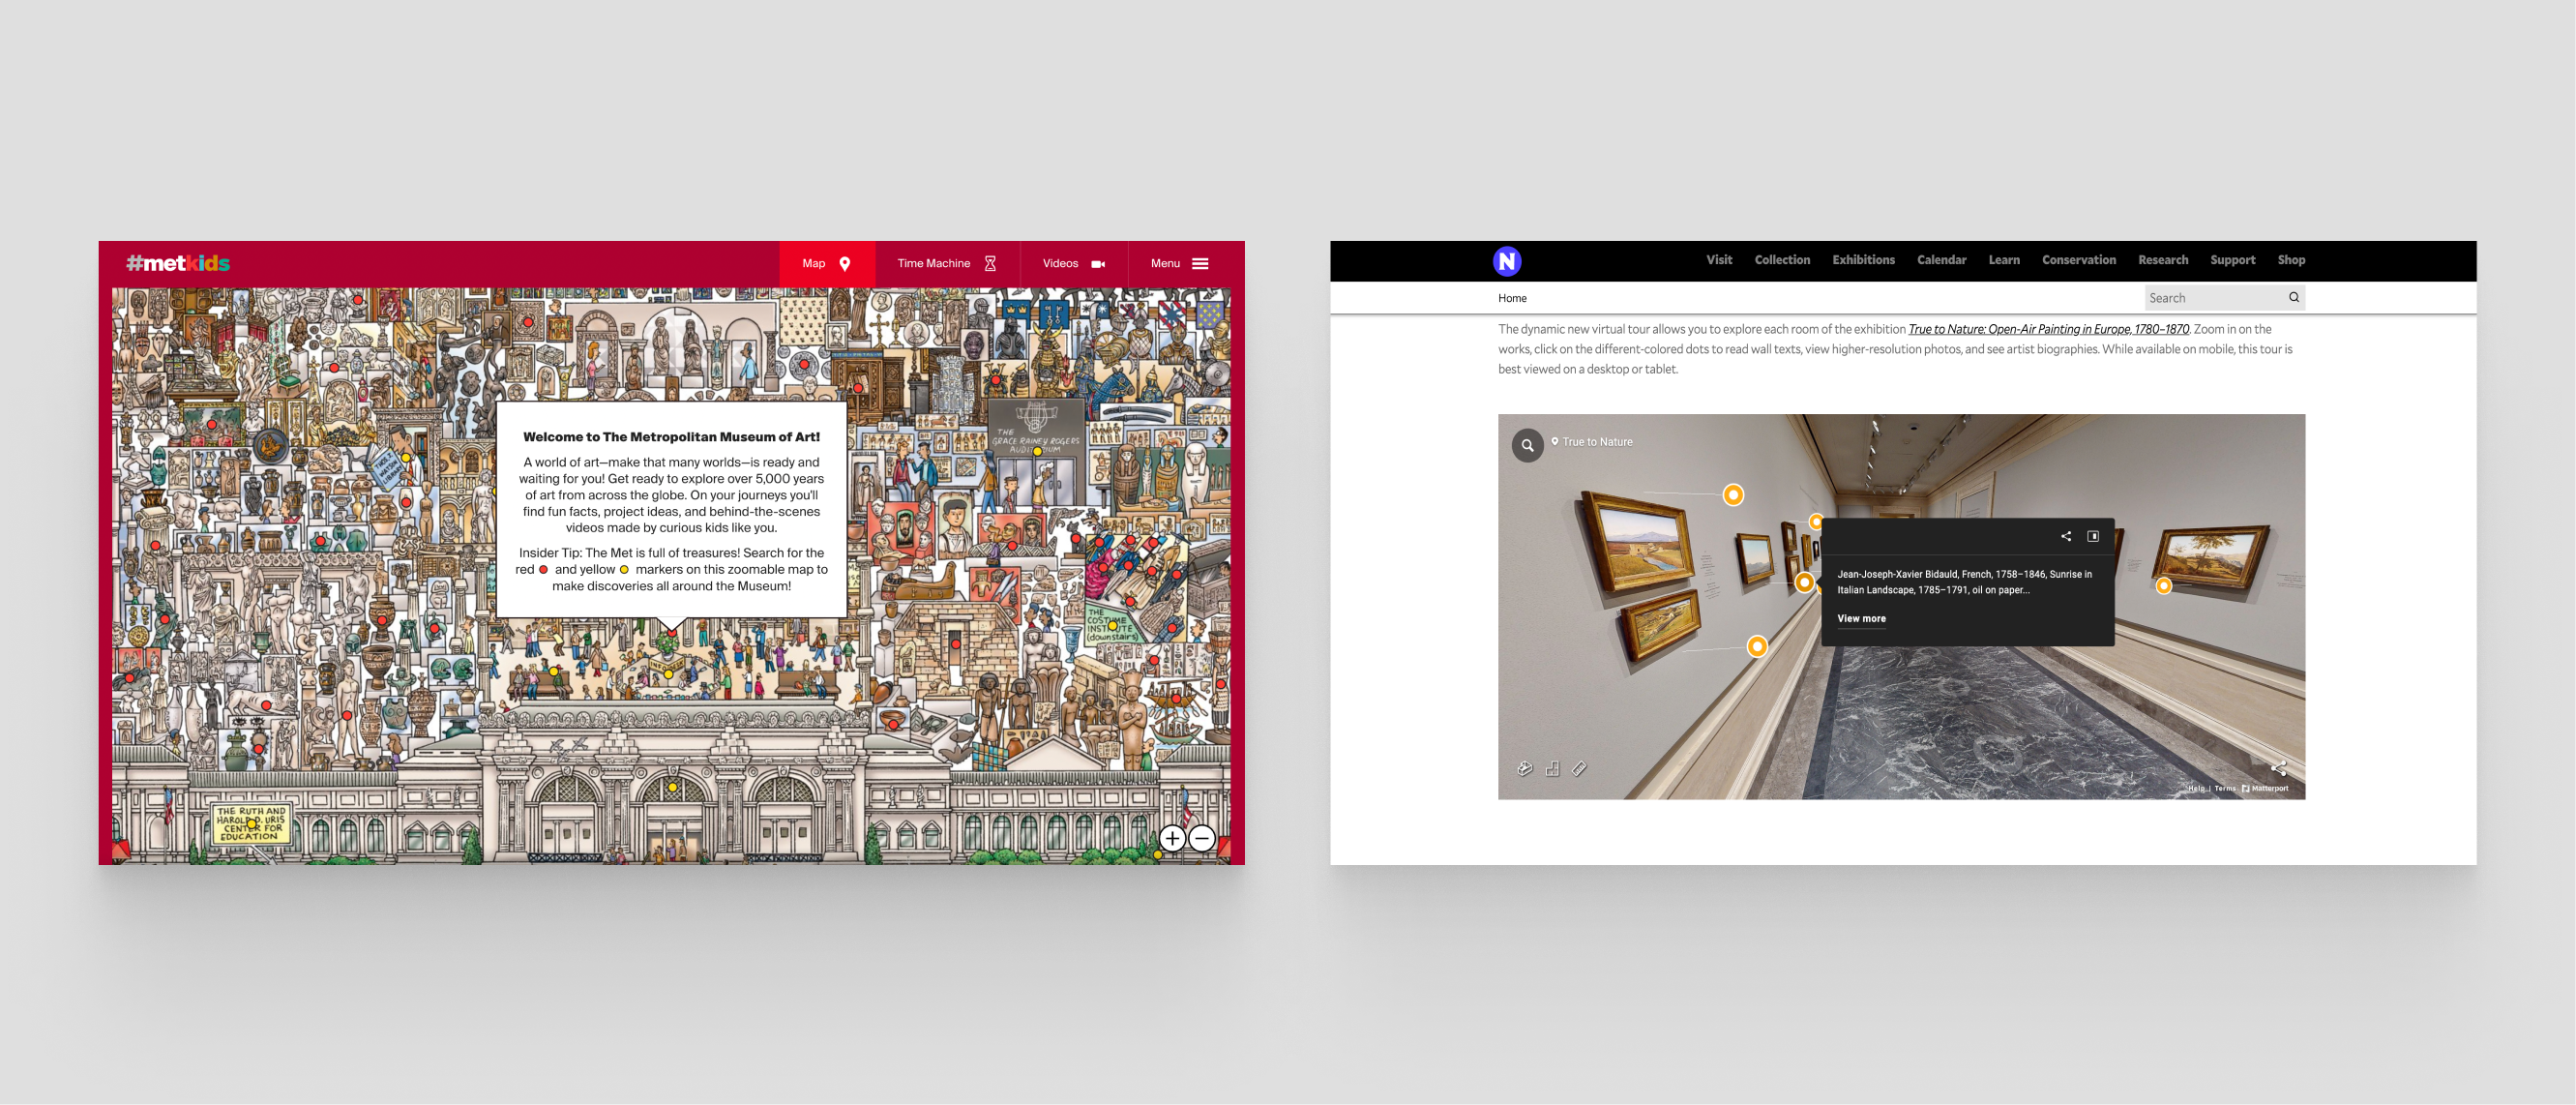 #metkids
Map
Time Machine
Videos
Menu
THE
GRACE RAINEY ROGERS
AUDITORIUM
Welcome to The Metropolitan Museum of Art!
A world of art—make that many worlds—is ready and
waiting for you! Get ready to explore over 5,000 years
of art from across the globe. On your journeys you'll
find fun facts, project ideas, and behind-the-scenes
videos made by curious kids like you.
Insider Tip: The Met is full of treasures! Search for the
red and yellow markers on this zoomable map to
make discoveries all around the Museum!
THE
COSTUME
INSTITUTE
(downstairs)
THE RUTH AND
HAROLD D. URIS
CENTER FOR
EDUCATION
N
Visit Collection Exhibitions Calendar Learn Conservation Research Support Shop
Home
Search
The dynamic new virtual tour allows you to explore each room of the exhibition True to Nature: Open-Air Painting in Europe, 1780–1870. Zoom in on the
works, click on the different-colored dots to read wall texts, view higher-resolution photos, and see artist biographies. While available on mobile, this tour is
best viewed on a desktop or tablet.
True to Nature
Jean-Joseph-Xavier Bidauld, French, 1758–1846, Sunrise in
Italian Landscape, 1785–1791, oil on paper...
View more
Help | Terms Matterport